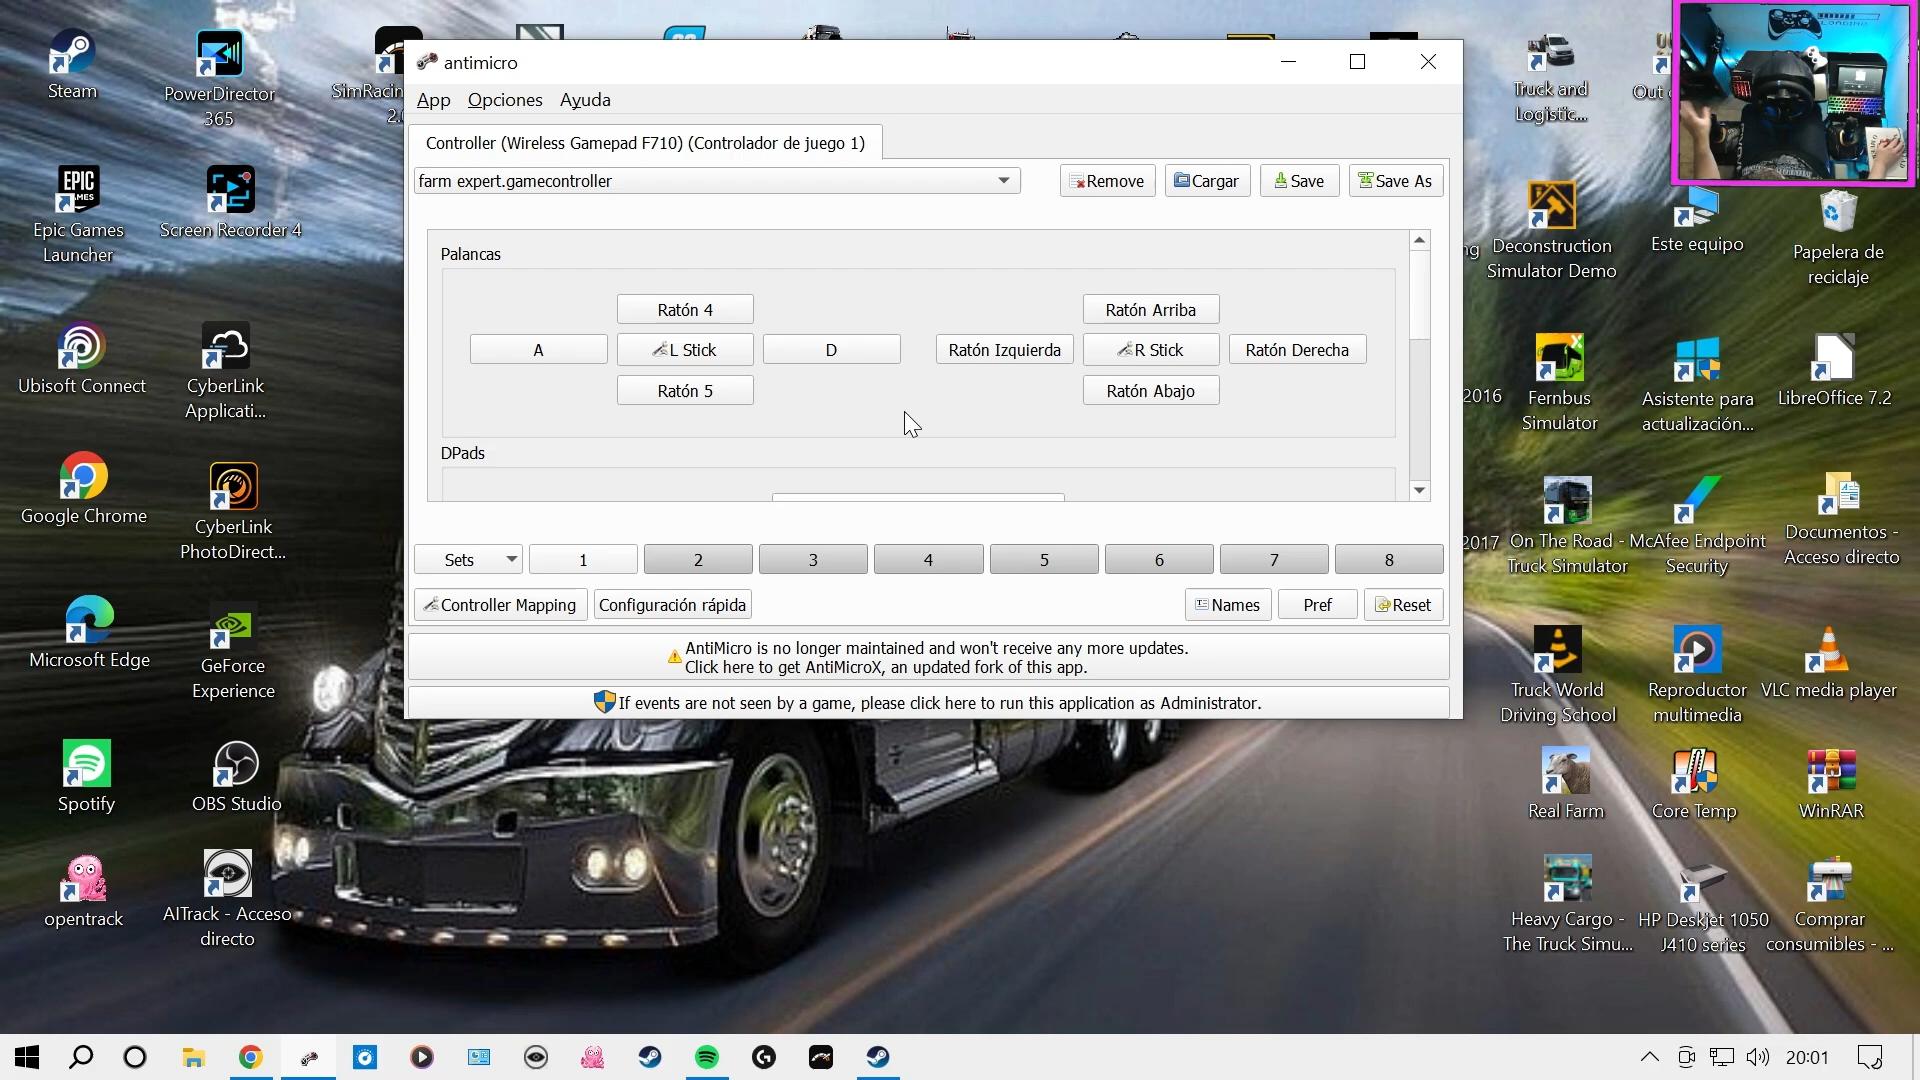 antimicro
App Opciones Ayuda
Controller (Wireless Gamepad F710) (Controlador de juego 1)
farm expert.gamecontroller
Remove
Cargar
Save
Save As
Palancas
Ratón 4
A
L Stick
D
Ratón 5
Ratón Arriba
Ratón Izquierda
R Stick
Ratón Derecha
Ratón Abajo
DPads
Sets
1
2
3
4
5
6
7
8
Controller Mapping
Configuración rápida
Names
Pref
Reset
AntiMicro is no longer maintained and won't receive any more updates.
Click here to get AntiMicroX, an updated fork of this app.
If events are not seen by a game, please click here to run this application as Administrator.
Steam
PowerDirector
365
SimRacin
2.0
EPIC
GAMES
Epic Games
Launcher
Screen Recorder 4
Ubisoft Connect
CyberLink
Applicati...
Google Chrome
CyberLink
PhotoDirect...
Microsoft Edge
GeForce
Experience
Spotify
OBS Studio
opentrack
AITrack - Acceso
directo
Truck and
Logistic...
Out
LOADING
ng
Deconstruction
Simulator Demo
Este equipo
Papelera de
reciclaje
2016
Fernbus
Simulator
Asistente para
actualización...
LibreOffice 7.2
2017
On The Road -
Truck Simulator
McAfee Endpoint
Security
Documentos -
Acceso directo
Truck World
Driving School
Reproductor
multimedia
VLC media player
Real Farm
Core Temp
WinRAR
Heavy Cargo -
The Truck Simu...
HP Deskjet 1050
J410 series
Comprar
consumibles - ...
20:01